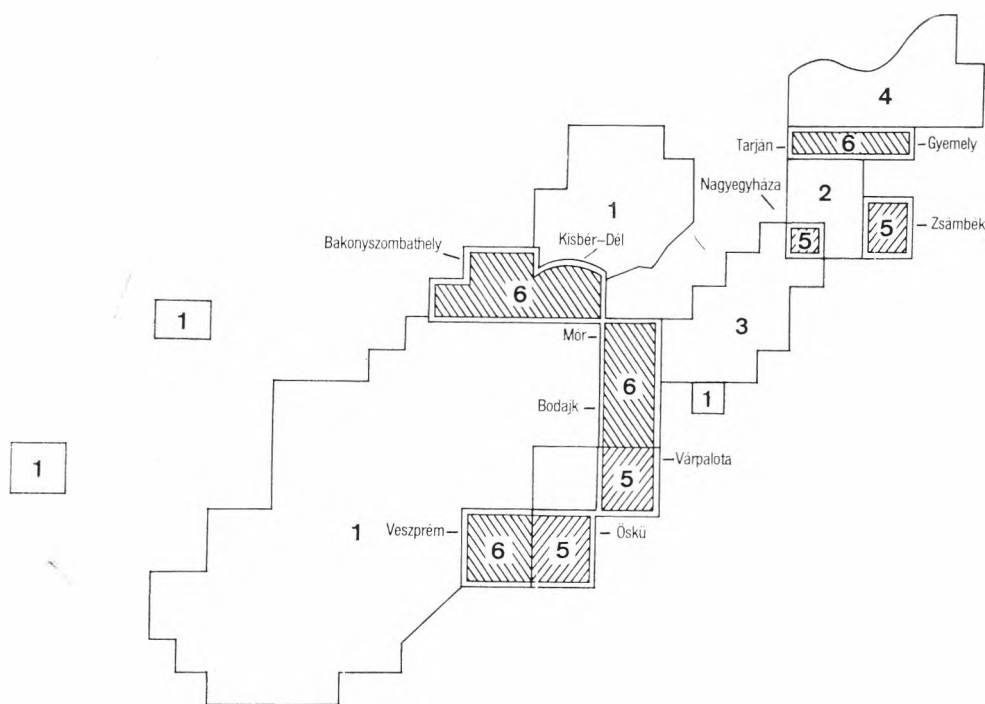 4
Tarján
6
Gyemely
Nagyegyháza
2
1
5
5
Zsámbék
Bakonyszombathely
Kisbér–Dél
6
1
3
Mór
6
1
Bodajk
1
Várpalota
5
1
Veszprém
6
5
Öskü